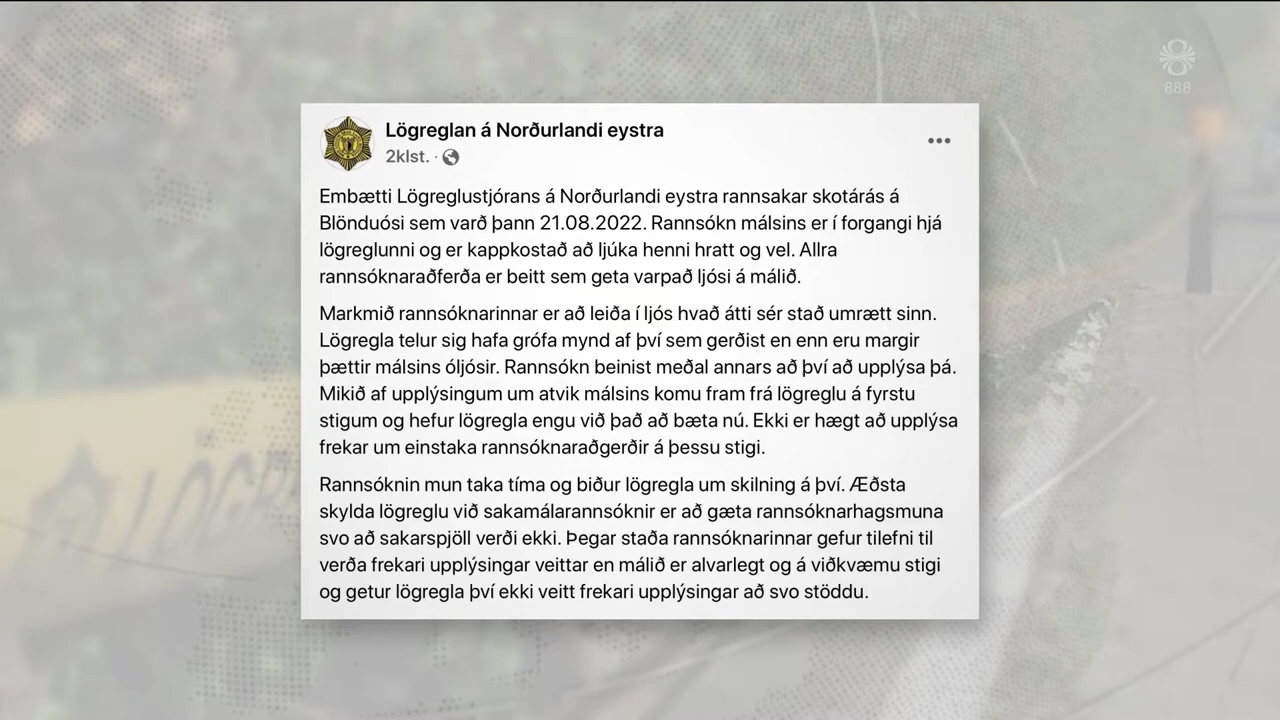 888
Lögreglan á Norðurlandi eystra
2klst. ·
Embætti Lögreglustjórans á Norðurlandi eystra rannsakar skotárás á
Blönduósi sem varð þann 21.08.2022. Rannsókn málsins er í forgangi hjá
lögreglunni og er kappkostað að ljúka henni hratt og vel. Allra
rannsóknaraðferða er beitt sem geta varpað ljósi á málið.
Markmið rannsóknarinnar er að leiða í ljós hvað átti sér stað umrætt sinn.
Lögregla telur sig hafa grófa mynd af því sem gerðist en enn eru margir
þættir málsins óljósir. Rannsókn beinist meðal annars að því að upplýsa þá.
Mikið af upplýsingum um atvik málsins komu fram frá lögreglu á fyrstu
stigum og hefur lögregla engu við það að bæta nú. Ekki er hægt að upplýsa
frekar um einstaka rannsóknaraðgerðir á þessu stigi.
Rannsóknin mun taka tíma og biður lögregla um skilning á því. Æðsta
skylda lögreglu við sakamálarannsóknir er að gæta rannsóknarhagsmuna
svo að sakarspjöll verði ekki. Þegar staða rannsóknarinnar gefur tilefni til
verða frekari upplýsingar veittar en málið er alvarlegt og á viðkvæmu stigi
og getur lögregla því ekki veitt frekari upplýsingar að svo stöddu.